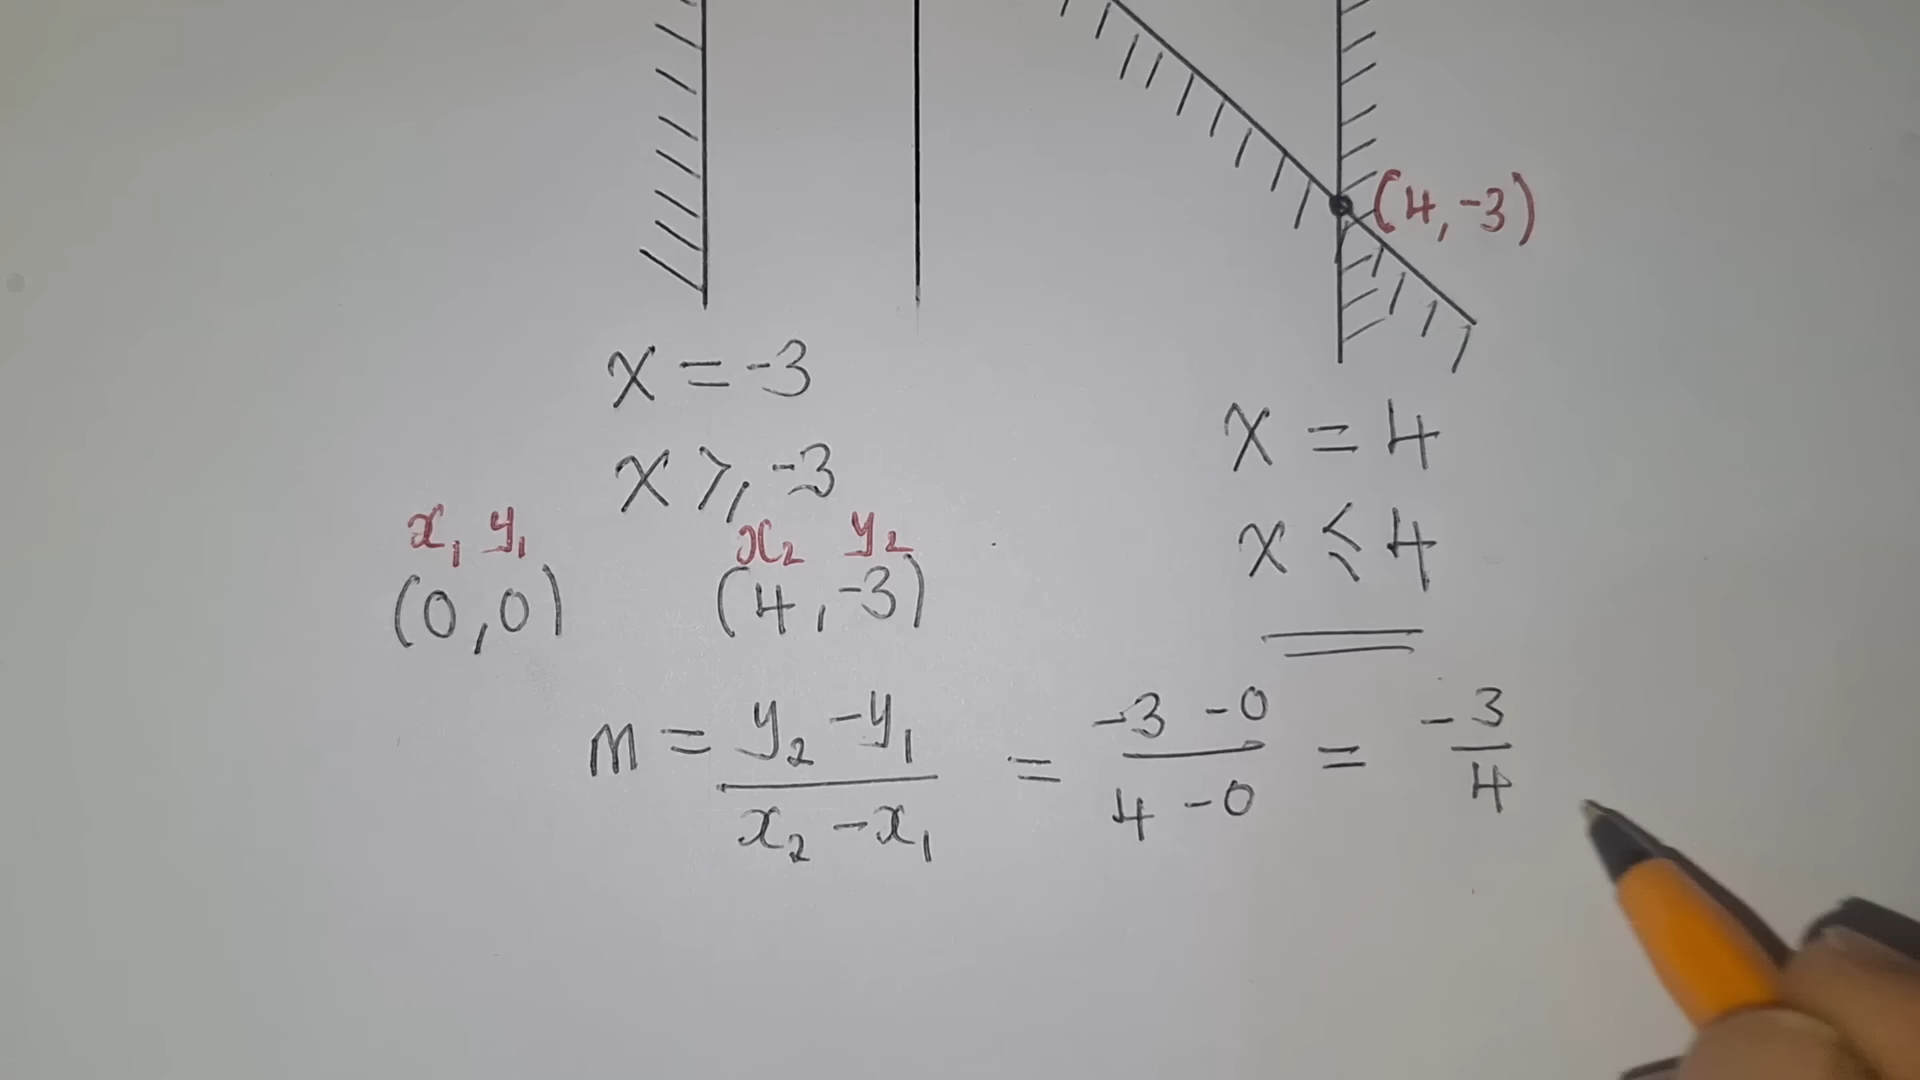 (4, -3)
x = -3
x ≥ -3
x = 4
x ≤ 4
x₁ y₁ x₂ y₂
(0,0) (4, -3)
m = y₂ - y₁ / x₂ - x₁ = -3 - 0 / 4 - 0 = -3 / 4